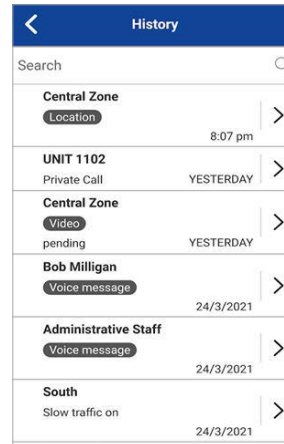 History
Search
Central Zone
Location
8:07 pm
UNIT 1102
Private Call YESTERDAY
Central Zone
Video
pending YESTERDAY
Bob Milligan
Voice message
24/3/2021
Administrative Staff
Voice message
24/3/2021
South
Slow traffic on
24/3/2021